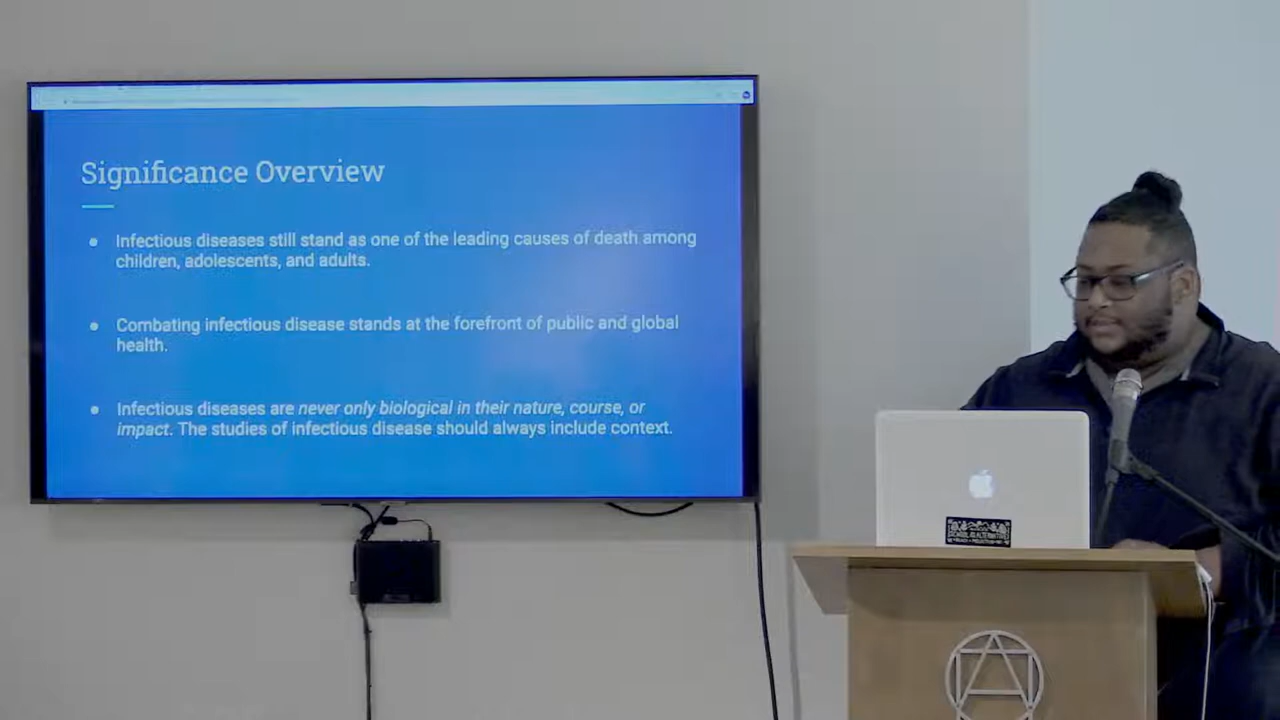 Significance Overview
Infectious diseases still stand as one of the leading causes of death among
children, adolescents, and adults.
Combating infectious disease stands at the forefront of public and global
health.
Infectious diseases are never only biological in their nature, course, or
impact. The studies of infectious disease should always include context.